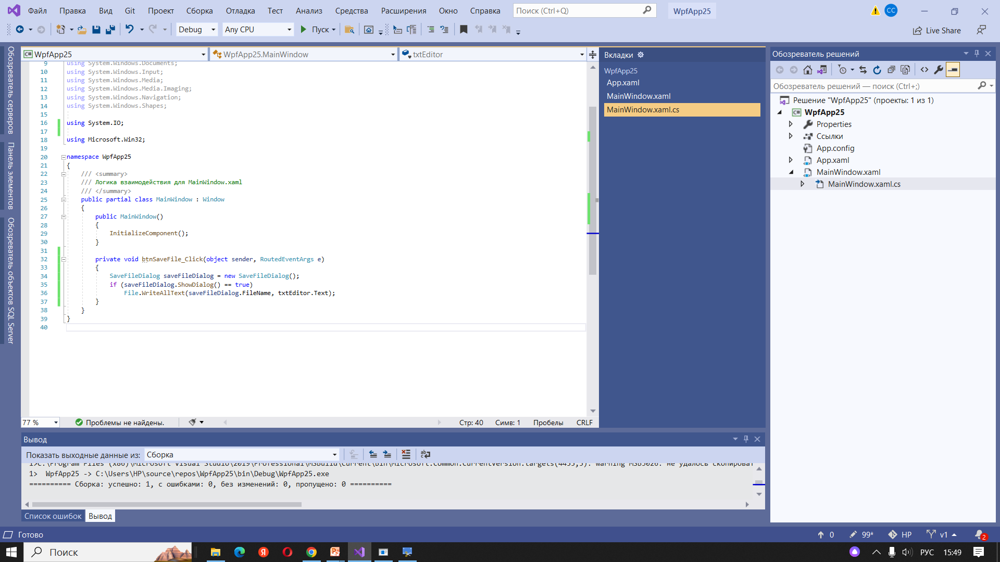 Файл Правка Вид Git Проект Сборка Отладка Тест Анализ Средства Расширения Окно Справка Поиск (Ctrl+Q) WpfApp25 CC
Debug Any CPU Пуск Live Share
Обозреватель серверов
Панель элементов
Обозреватель объектов SQL Server
WpfApp25 WpfApp25.MainWindow txtEditor
9 using System.Windows.Documents;
10 using System.Windows.Input;
11 using System.Windows.Media;
12 using System.Windows.Media.Imaging;
13 using System.Windows.Navigation;
14 using System.Windows.Shapes;
15
16 using System.IO;
17
18 using Microsoft.Win32;
19
20 namespace WpfApp25
21 {
22 /// <summary>
23 /// Логика взаимодействия для MainWindow.xaml
24 /// </summary>
25 public partial class MainWindow : Window
26 {
27 public MainWindow()
28 {
29 InitializeComponent();
30 }
31
32 private void btnSaveFile_Click(object sender, RoutedEventArgs e)
33 {
34 SaveFileDialog saveFileDialog = new SaveFileDialog();
35 if (saveFileDialog.ShowDialog() == true)
36 File.WriteAllText(saveFileDialog.FileName, txtEditor.Text);
37 }
38 }
39 }
40
77 % Проблемы не найдены. Стр: 40 Симв: 1 Пробелы CRLF
Вкладки
WpfApp25
App.xaml
MainWindow.xaml
MainWindow.xaml.cs
Обозреватель решений
Обозреватель решений — поиск (Ctrl+;)
Решение "WpfApp25" (проекты: 1 из 1)
C# WpfApp25
Properties
Ссылки
App.config
App.xaml
MainWindow.xaml
MainWindow.xaml.cs
Вывод
Показать выходные данные из: Сборка
1>C:\Program Files (x86)\Microsoft Visual Studio\2019\Professional\MSBuild\Current\Bin\Microsoft.Common.CurrentVersion.targets(4455,5): warning MSB3026: не удалось скопироват
1> WpfApp25 -> C:\Users\HP\source\repos\WpfApp25\bin\Debug\WpfApp25.exe
========== Сборка: успешно: 1, с ошибками: 0, без изменений: 0, пропущено: 0 ==========
Список ошибок Вывод
Готово 0 99* HP v1 2
Поиск РУС 15:49